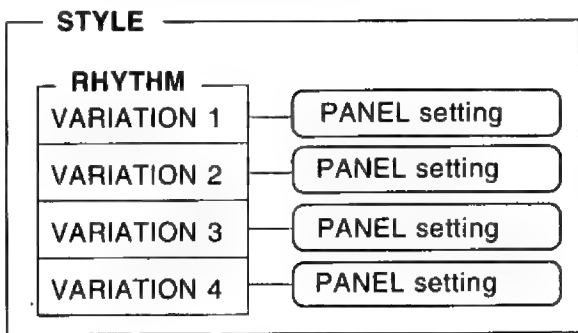 STYLE
RHYTHM
VARIATION 1 PANEL setting
VARIATION 2 PANEL setting
VARIATION 3 PANEL setting
VARIATION 4 PANEL setting